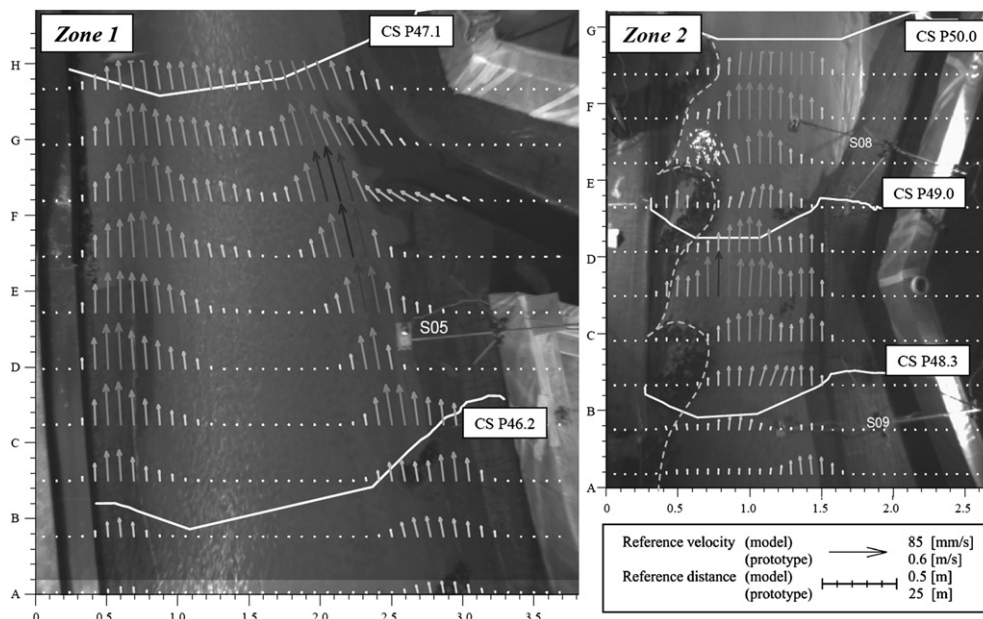 Zone 1
CS P47.1
H
G
F
E
D
C
B
A
S05
CS P46.2
0
0.5
1.0
1.5
2.0
2.5
3.0
3.5
Zone 2
CS P50.0
G
F
E
D
C
B
A
S08
CS P49.0
CS P48.3
S09
0
0.5
1.0
1.5
2.0
2.5
Reference velocity (model) 85 [mm/s]
(prototype) 0.6 [m/s]
Reference distance (model) 0.5 [m]
(prototype) 25 [m]